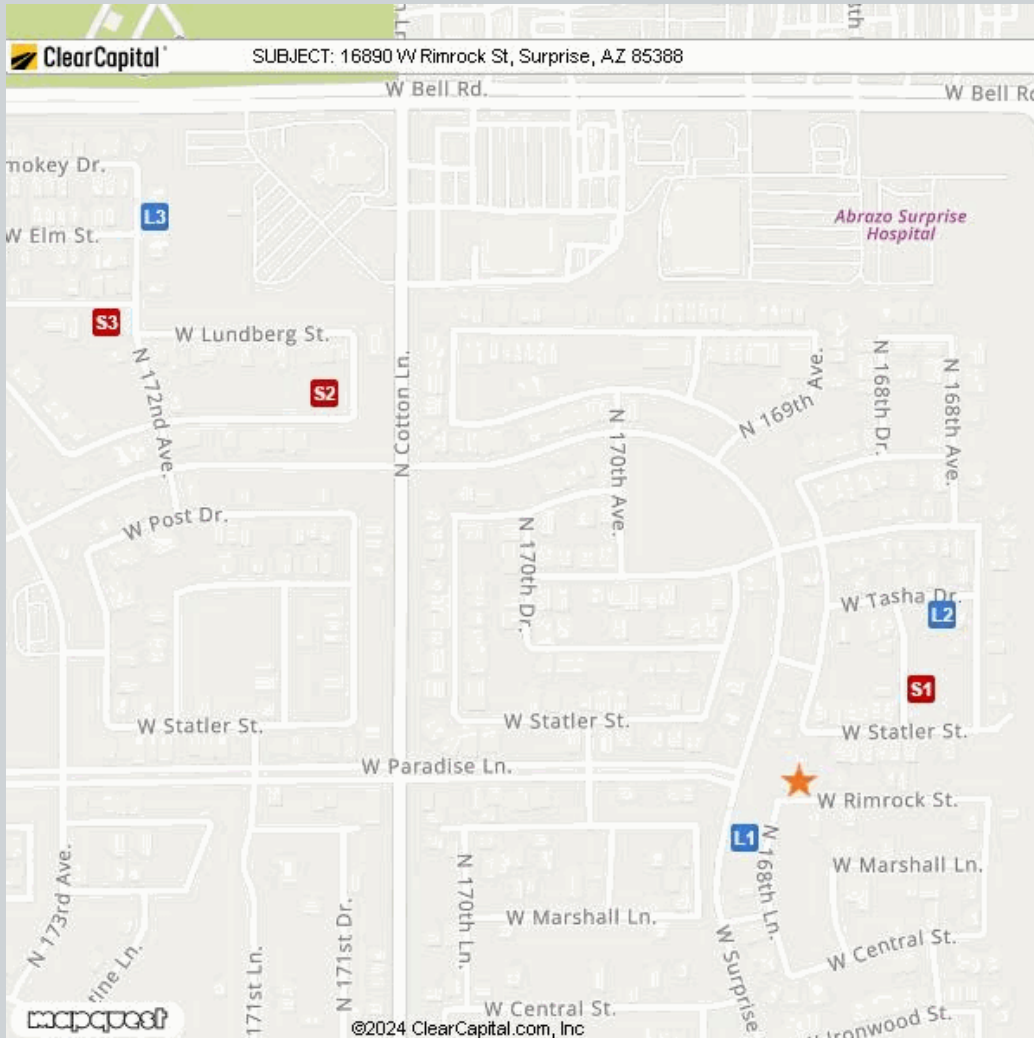 ClearCapital
SUBJECT: 16890 W Rimrock St, Surprise, AZ 85388
W Bell Rd.
W Bell Rd
mokey Dr.
L3
W Elm St.
Abrazo Surprise
Hospital
S3
W Lundberg St.
S2
N 172nd Ave.
N Cotton Ln.
N 169th Ave.
N 168th Dr.
N 168th Ave.
N 170th Ave.
W Post Dr.
N 170th Dr.
W Tasha Dr.
L2
S1
W Statler St.
W Statler St.
W Statler St.
W Paradise Ln.
W Rimrock St.
L1
N 168th Ln.
W Marshall Ln.
N 173rd Ave.
N 170th Ln.
W Marshall Ln.
N 171st Dr.
W Central St.
W Surprise
tine Ln.
171st Ln.
W Central St.
Ironwood St.
mapquest
©2024 ClearCapital.com, Inc